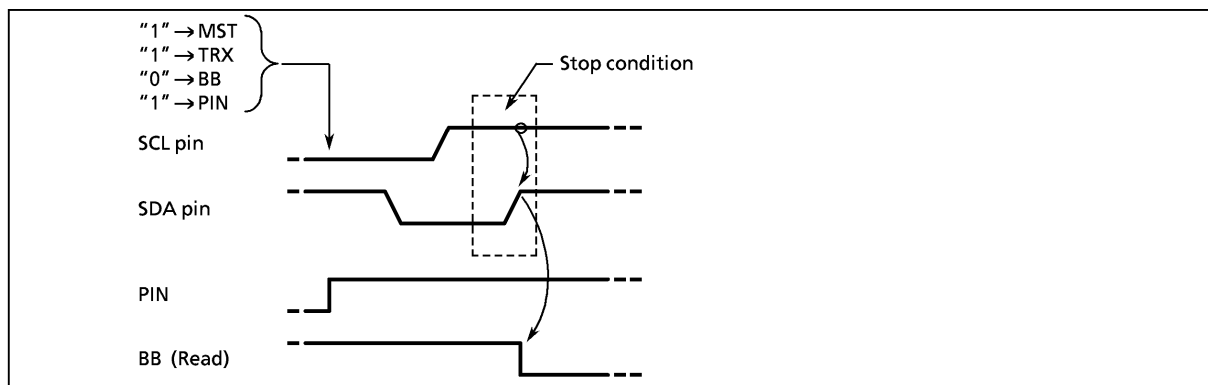 “1” → MST
“1” → TRX
“0” → BB
“1” → PIN
Stop condition
SCL pin
SDA pin
PIN
BB (Read)